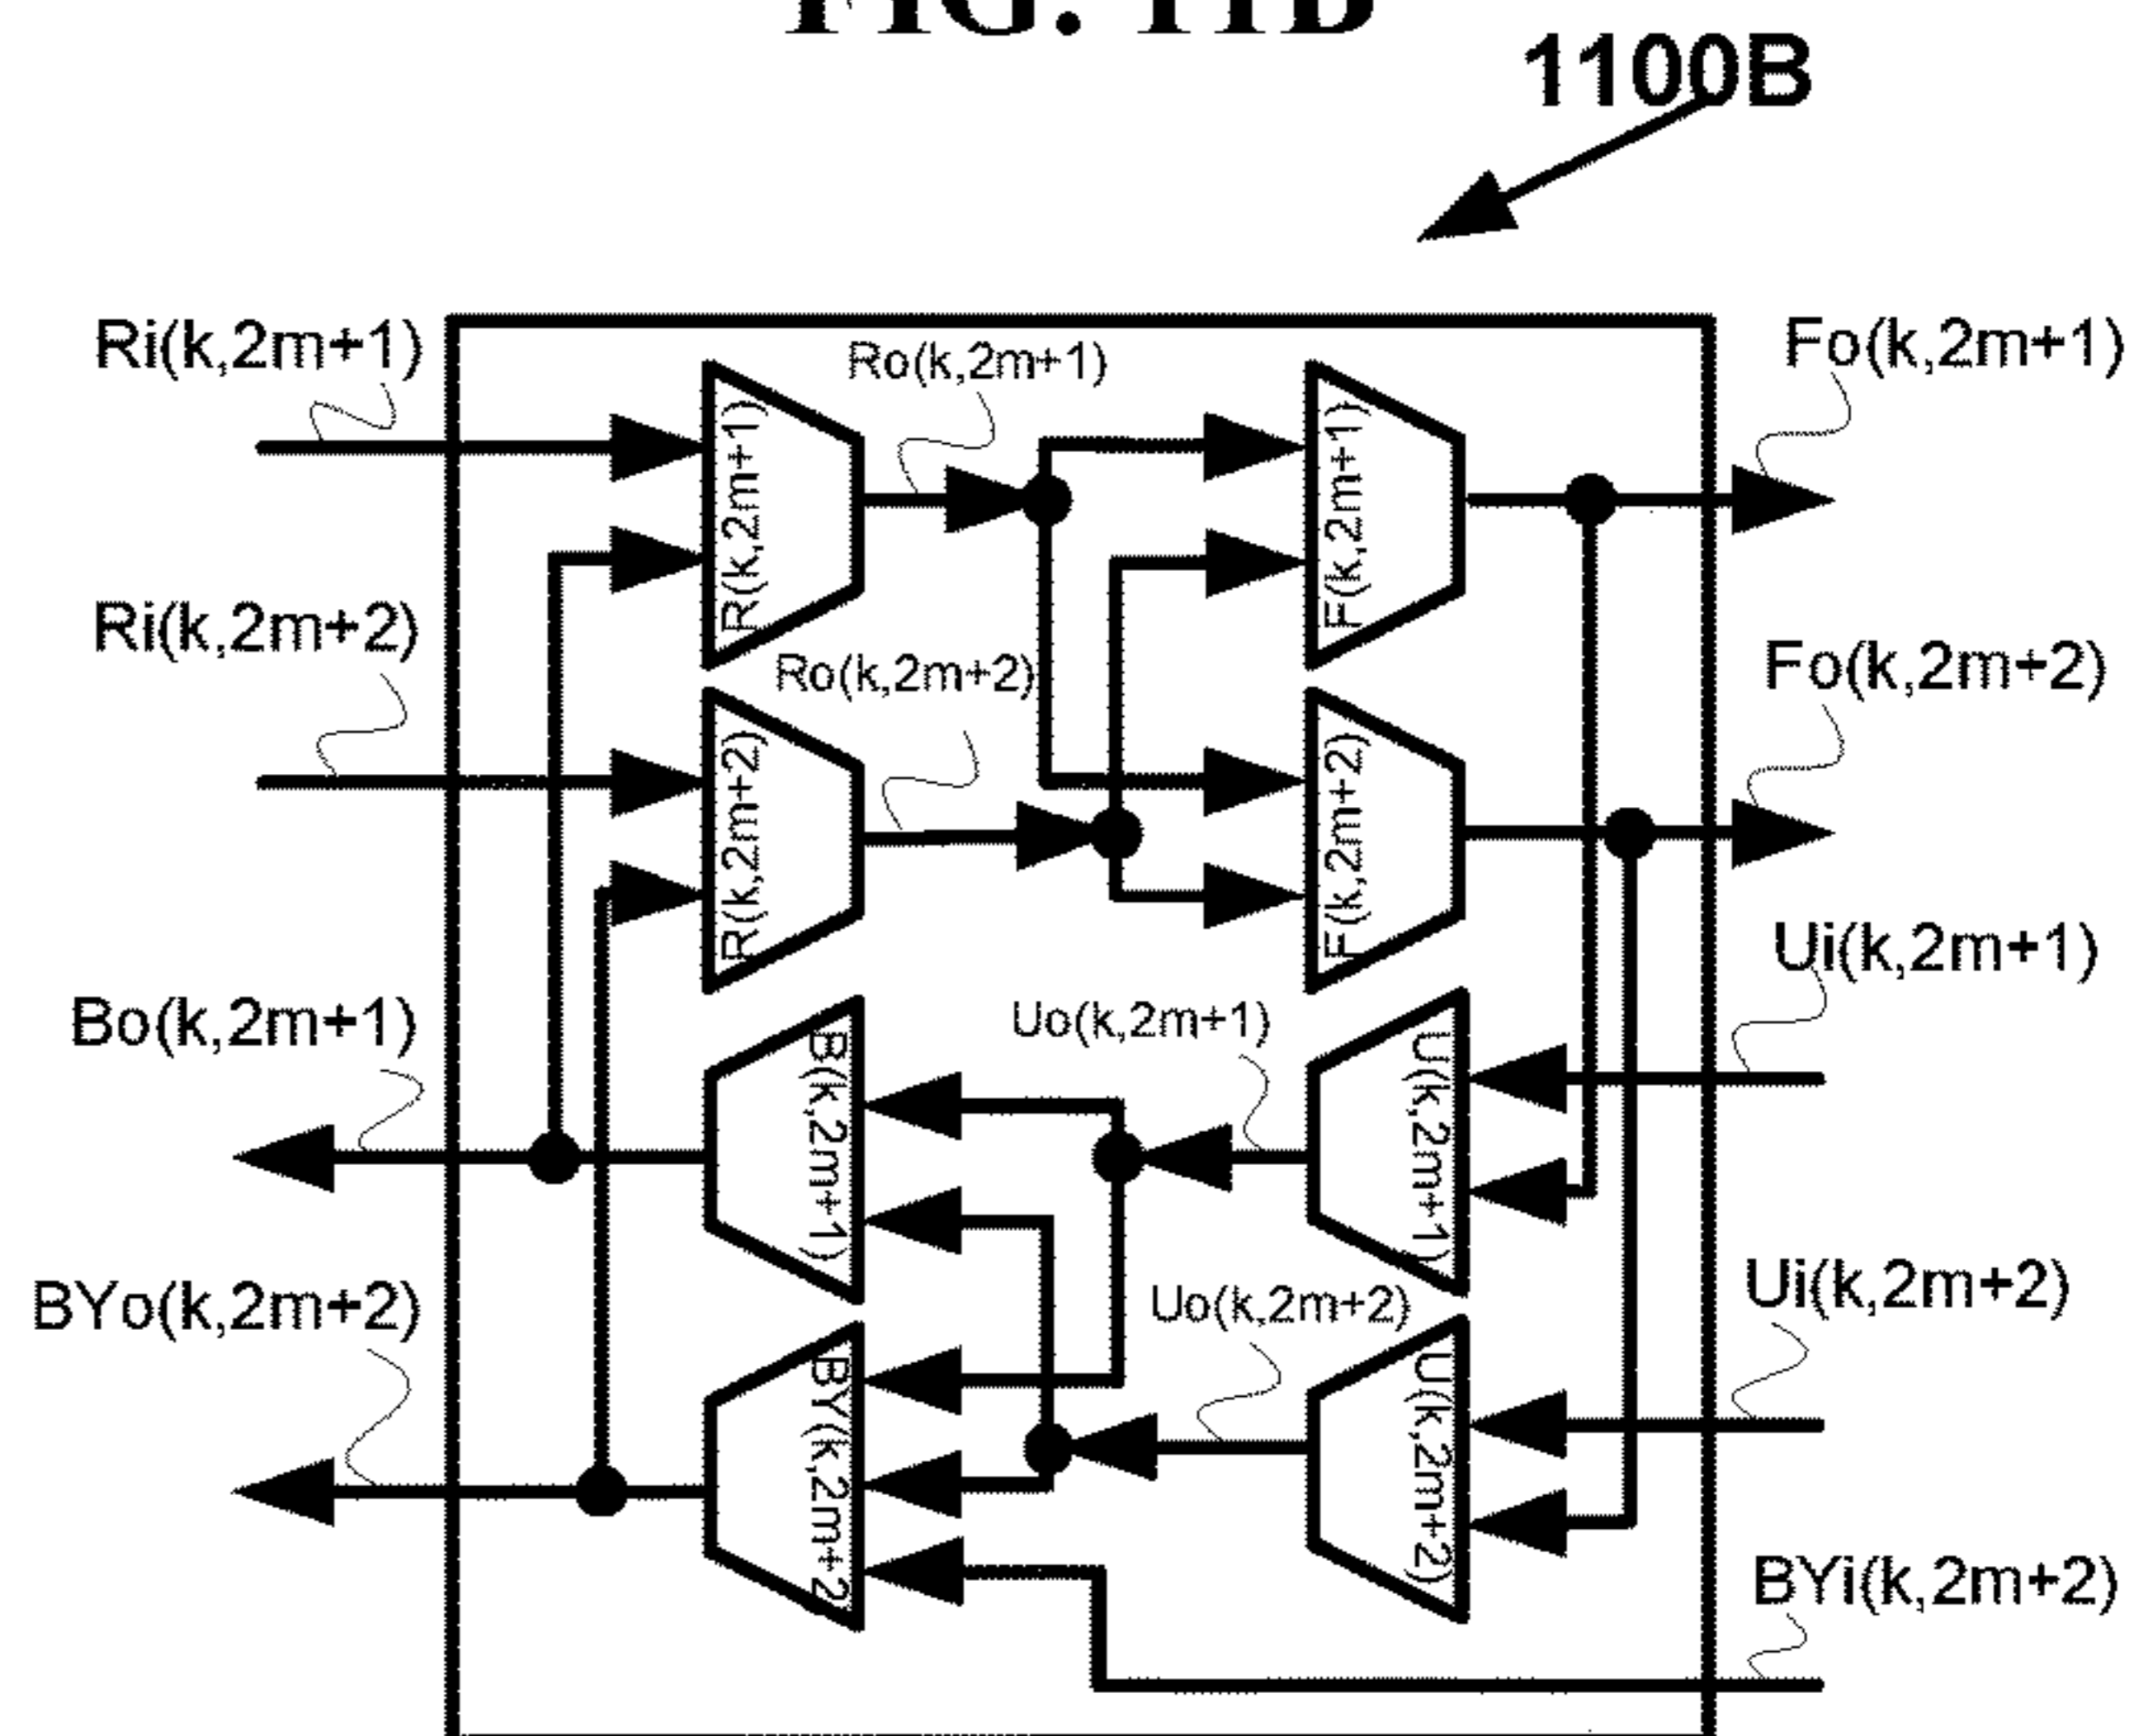 FIG. 11B
1100B
Ri(k,2m+1)
Ro(k,2m+1)
Fo(k,2m+1)
R(k,2m+1)
F(k,2m+1)
Ri(k,2m+2)
Ro(k,2m+2)
Fo(k,2m+2)
R(k,2m+2)
F(k,2m+2)
Ui(k,2m+1)
Bo(k,2m+1)
Uo(k,2m+1)
B(k,2m+1)
U(k,2m+1)
BYo(k,2m+2)
Uo(k,2m+2)
Ui(k,2m+2)
BY(k,2m+2
U(k,2m+2)
BYi(k,2m+2)